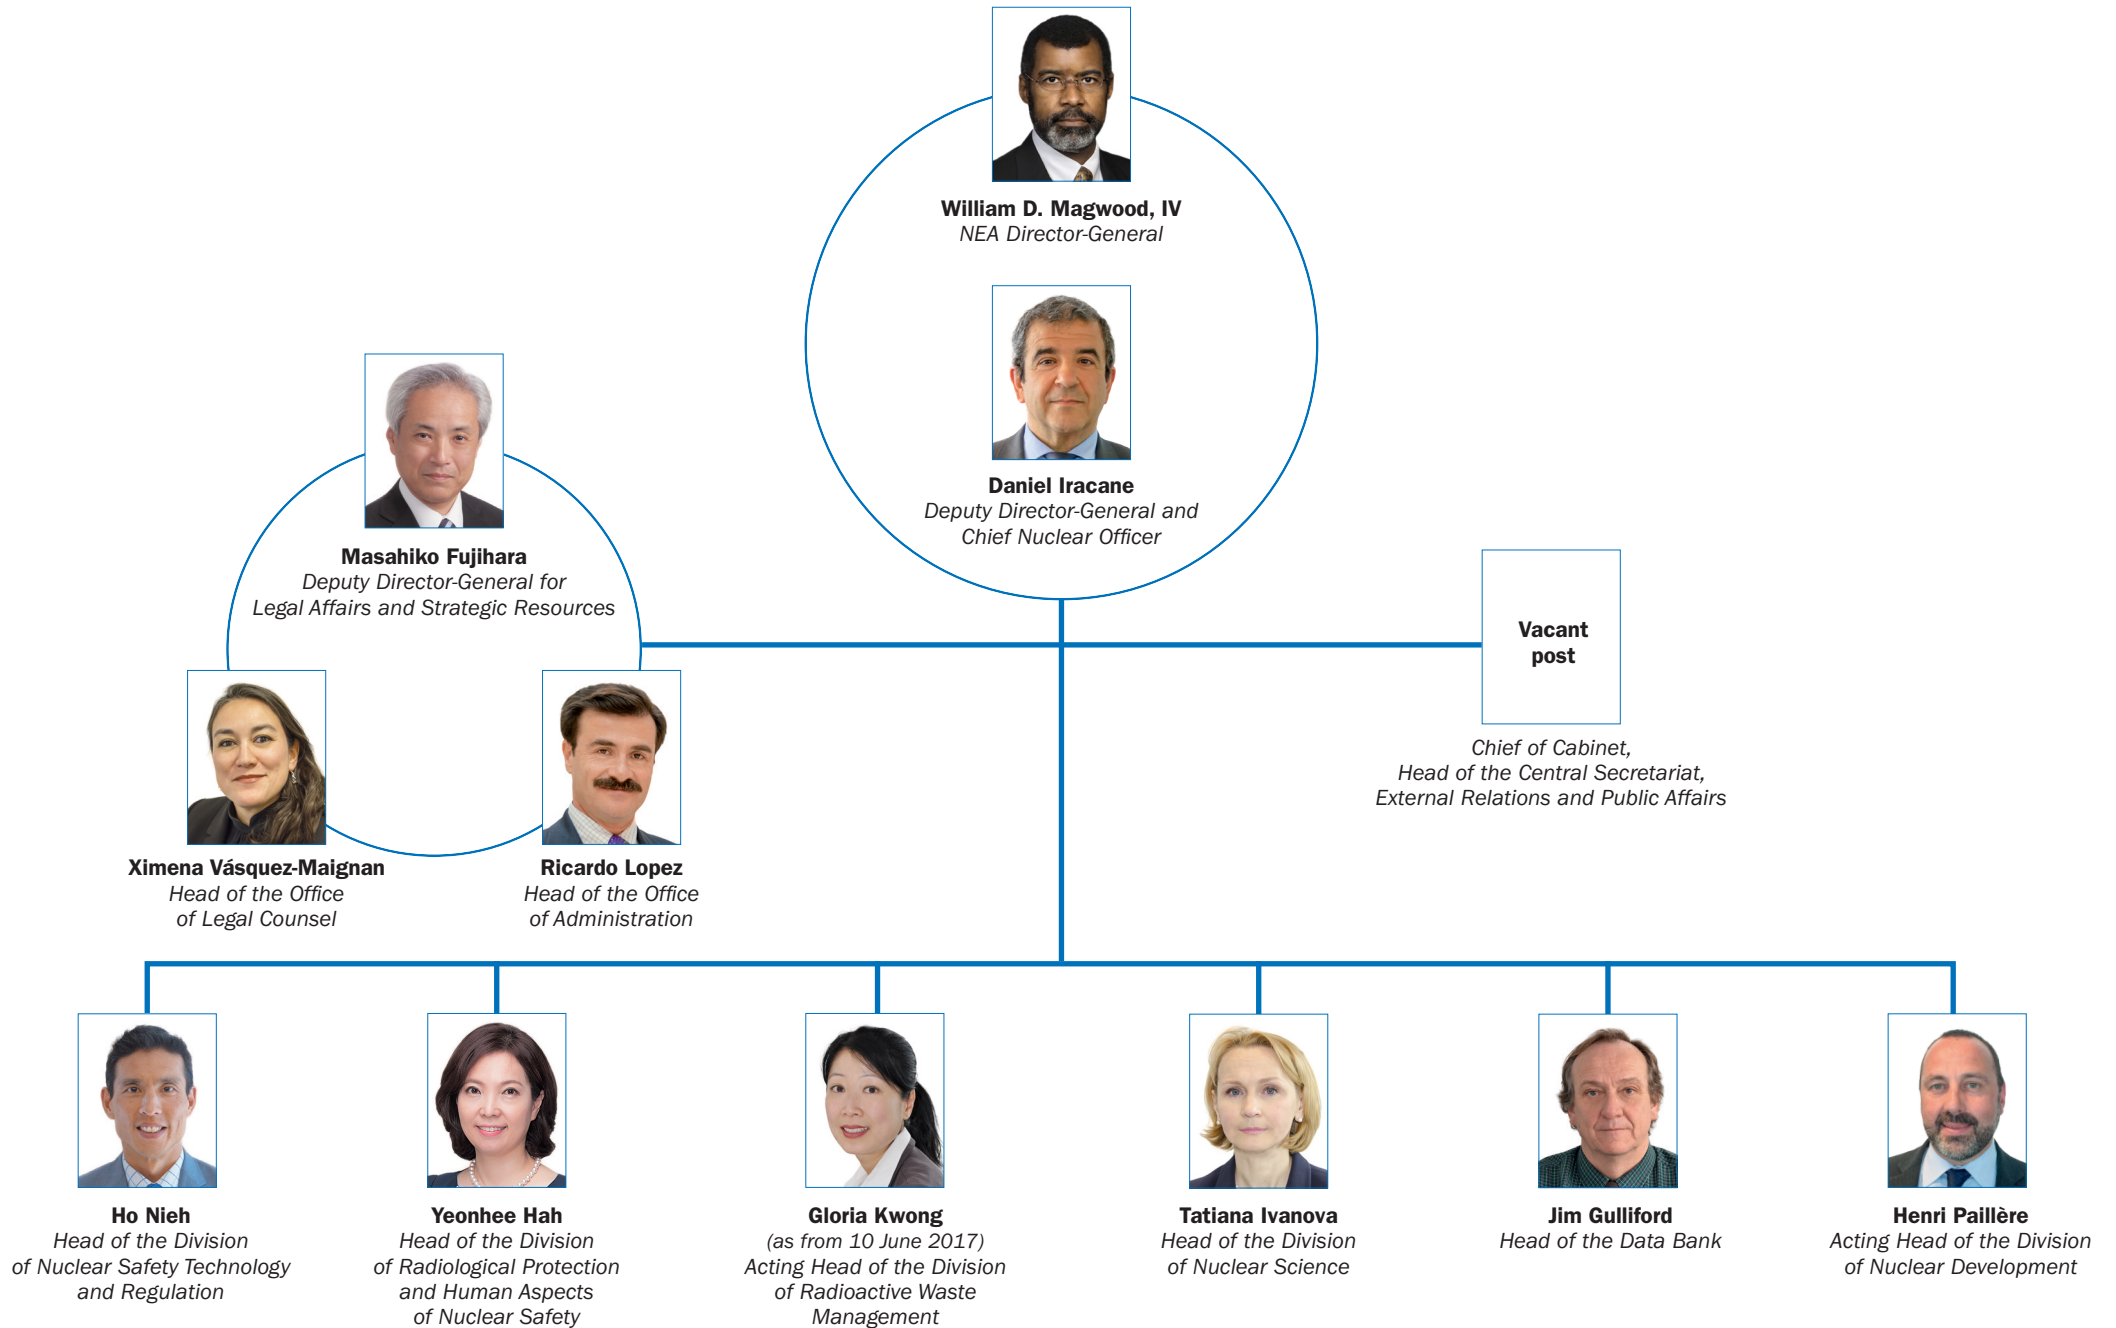 William D. Magwood, IV
NEA Director-General
Daniel Iracane
Deputy Director-General and
Chief Nuclear Officer
Masahiko Fujihara
Deputy Director-General for
Legal Affairs and Strategic Resources
Vacant
post
Chief of Cabinet,
Head of the Central Secretariat,
External Relations and Public Affairs
Ximena Vásquez-Maignan
Head of the Office
of Legal Counsel
Ricardo Lopez
Head of the Office
of Administration
Ho Nieh
Head of the Division
of Nuclear Safety Technology
and Regulation
Yeonhee Hah
Head of the Division
of Radiological Protection
and Human Aspects
of Nuclear Safety
Gloria Kwong
(as from 10 June 2017)
Acting Head of the Division
of Radioactive Waste
Management
Tatiana Ivanova
Head of the Division
of Nuclear Science
Jim Gulliford
Head of the Data Bank
Henri Paillère
Acting Head of the Division
of Nuclear Development